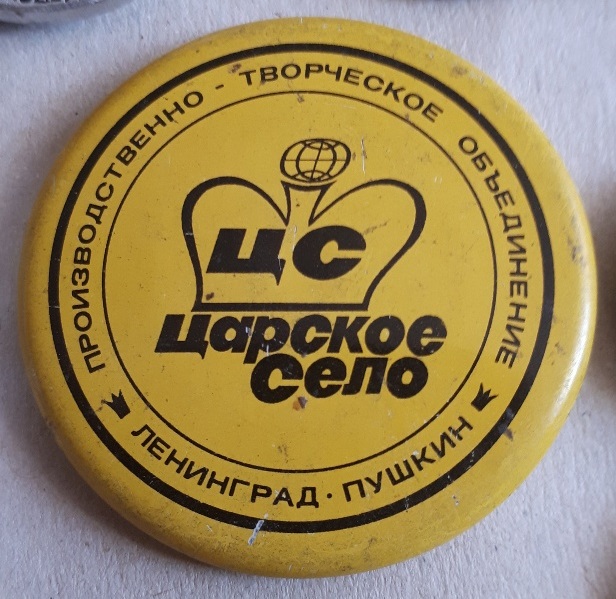 ПРОИЗВОДСТВЕННО - ТВОРЧЕСКОЕ ОБЪЕДИНЕНИЕ
ЦС
Царское
Село
ЛЕНИНГРАД · ПУШКИН